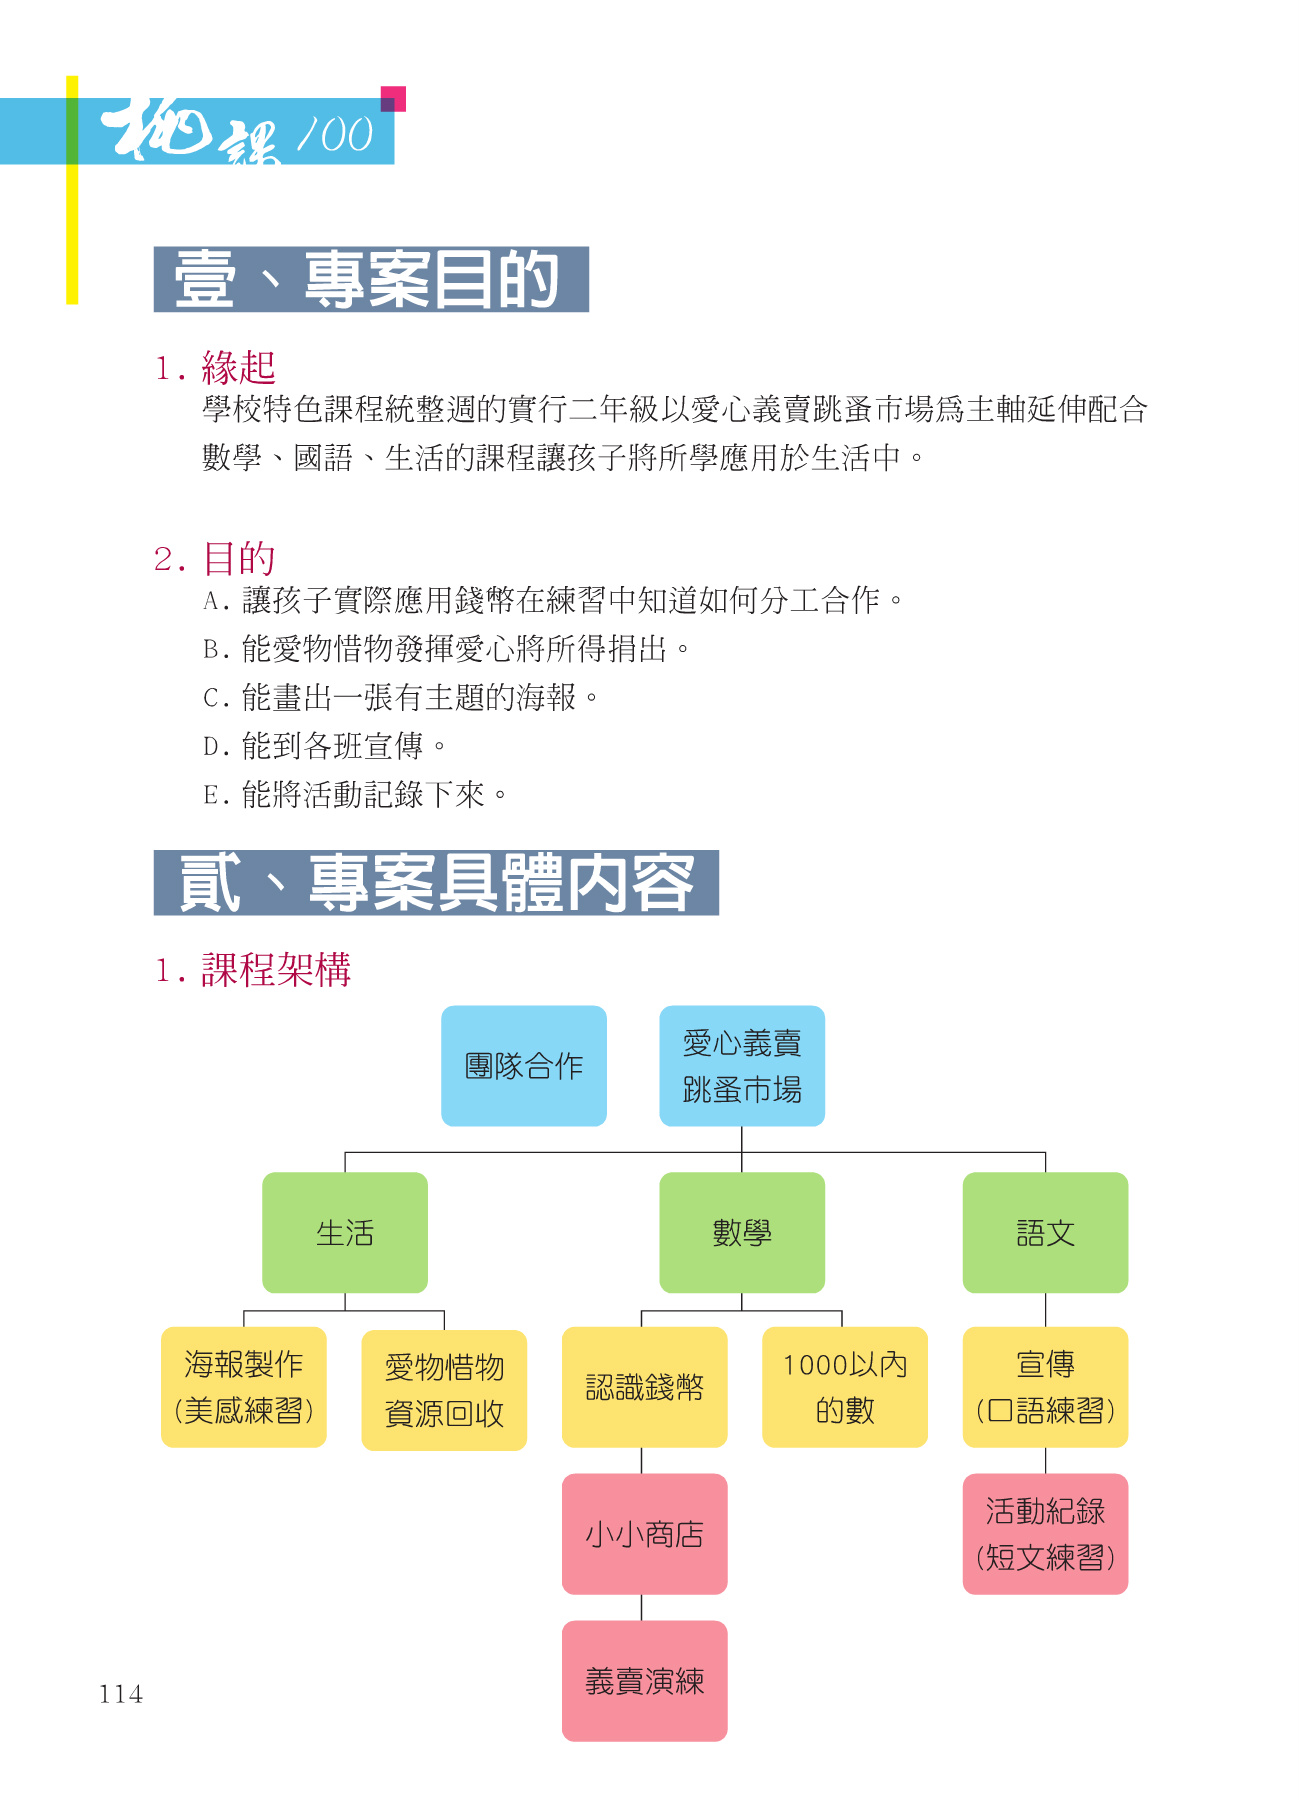 桃課100
壹、專案目的
1. 緣起
學校特色課程統整週的實行二年級以愛心義賣跳蚤市場為主軸延伸配合
數學、國語、生活的課程讓孩子將所學應用於生活中。
2. 目的
A. 讓孩子實際應用錢幣在練習中知道如何分工合作。
B. 能愛物惜物發揮愛心將所得捐出。
C. 能畫出一張有主題的海報。
D. 能到各班宣傳。
E. 能將活動記錄下來。
貳、專案具體内容
1. 課程架構
團隊合作
愛心義賣
跳蚤市場
生活
數學
語文
海報製作
(美感練習)
愛物惜物
資源回收
認識錢幣
1000以內
的數
宣傳
(口語練習)
小小商店
活動紀錄
(短文練習)
義賣演練
114